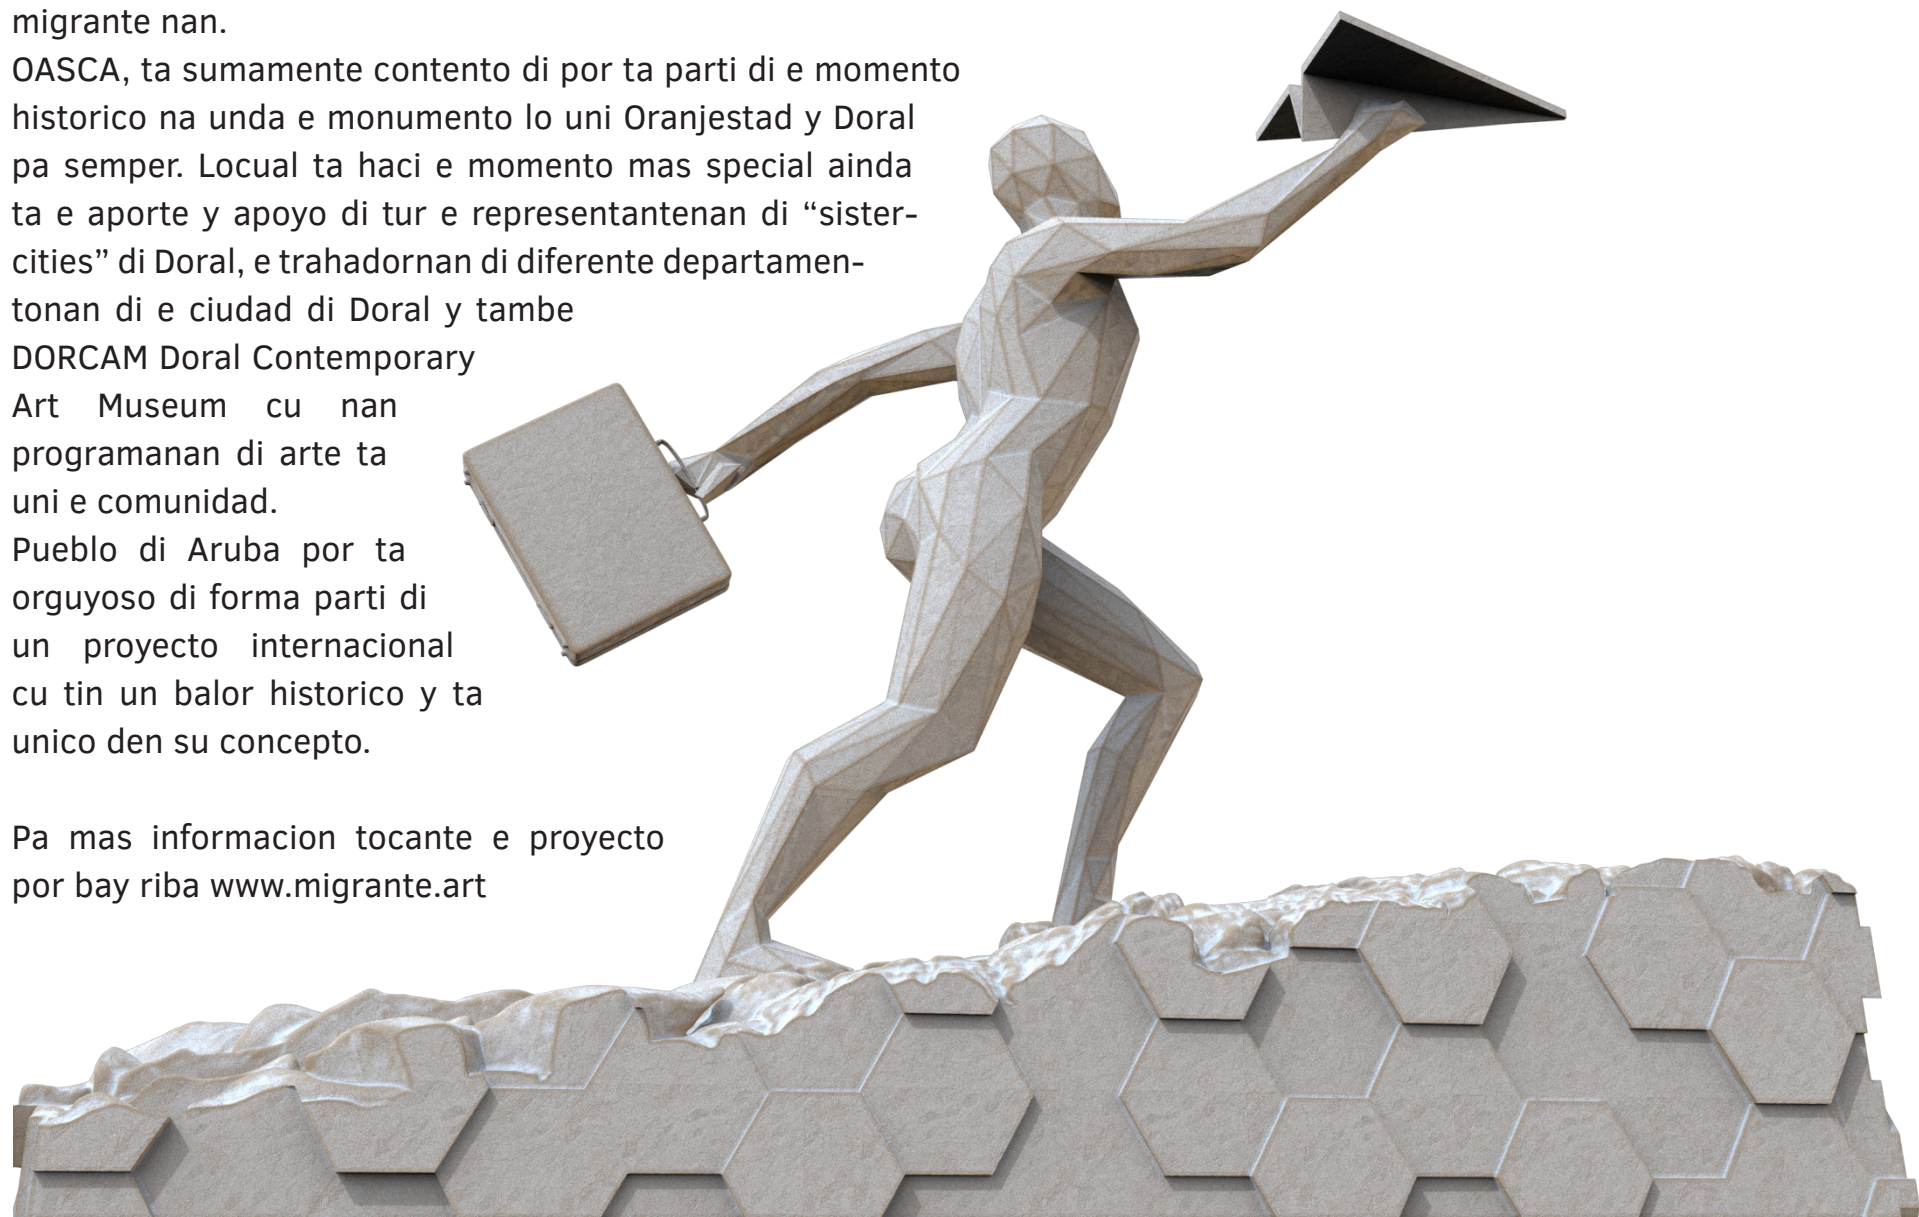 migrante nan.
OASCA, ta sumamente contento di por ta parti di e momento
historico na unda e monumento lo uni Oranjestad y Doral
pa semper. Locual ta haci e momento mas special ainda
ta e aporte y apoyo di tur e representantenan di “sister-
cities” di Doral, e trahadornan di diferente departamen-
tonan di e ciudad di Doral y tambe
DORCAM Doral Contemporary
Art Museum cu nan
programanan di arte ta
uni e comunidad.
Pueblo di Aruba por ta
orguyoso di forma parti di
un proyecto internacional
cu tin un balor historico y ta
unico den su concepto.
Pa mas informacion tocante e proyecto
por bay riba www.migrante.art